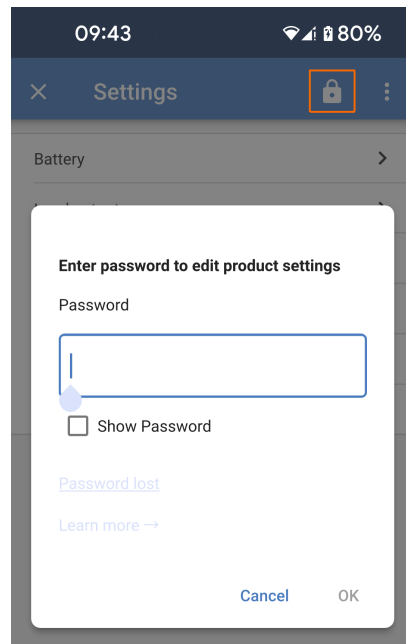 09:43 80%
Settings
Battery
Enter password to edit product settings
Password
Show Password
Password lost
Learn more →
Cancel OK